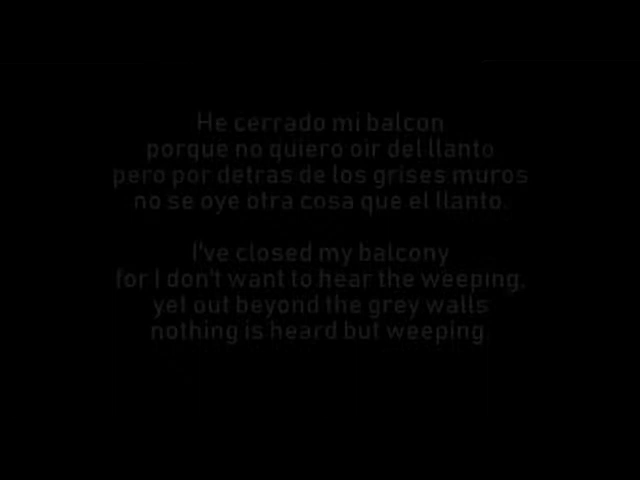 He cerrado mi balcon
porque no quiero oir del llanto
pero por detras de los grises muros
no se oye otra cosa que el llanto.
I've closed my balcony
for I don't want to hear the weeping,
yet out beyond the grey walls
nothing is heard but weeping